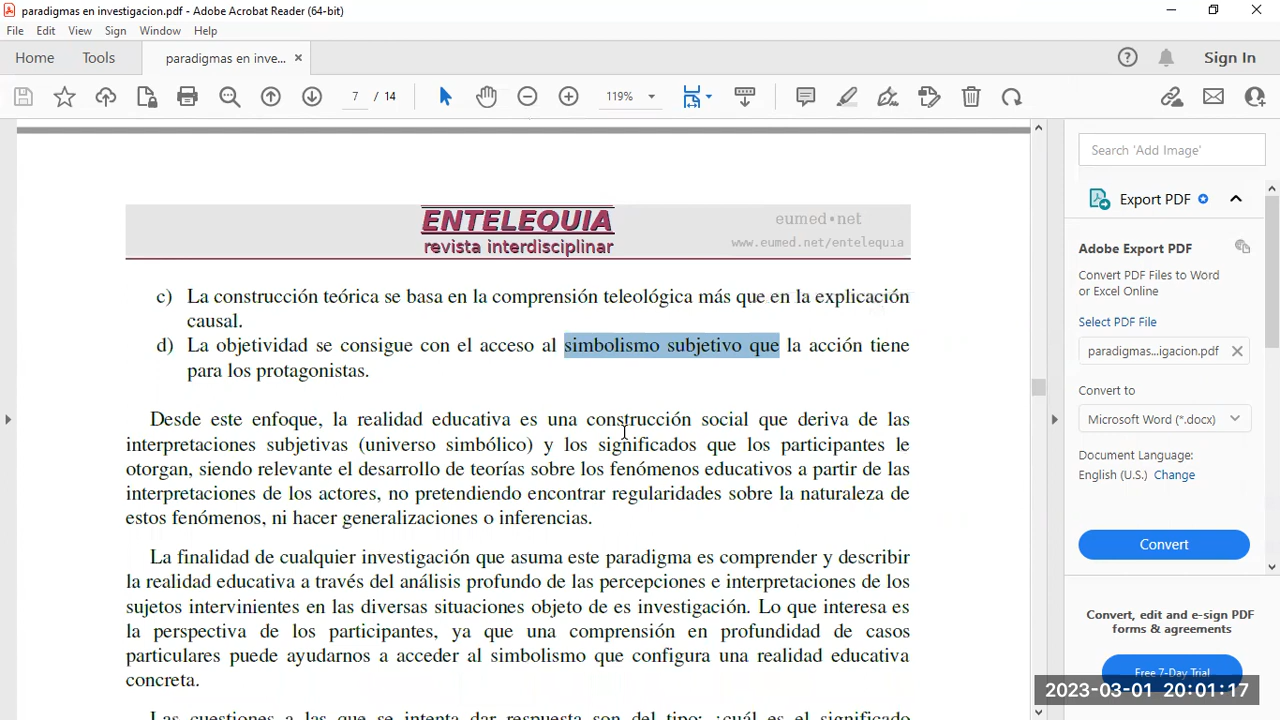 paradigmas en investigacion.pdf - Adobe Acrobat Reader (64-bit)
File Edit View Sign Window Help
Home Tools paradigmas en inve... × Sign In
7 / 14 119%
ENTELEQUIA
revista interdisciplinar
eumed•net
www.eumed.net/entelequia
c) La construcción teórica se basa en la comprensión teleológica más que en la explicación
causal.
d) La objetividad se consigue con el acceso al simbolismo subjetivo que la acción tiene
para los protagonistas.
Desde este enfoque, la realidad educativa es una construcción social que deriva de las
interpretaciones subjetivas (universo simbólico) y los significados que los participantes le
otorgan, siendo relevante el desarrollo de teorías sobre los fenómenos educativos a partir de las
interpretaciones de los actores, no pretendiendo encontrar regularidades sobre la naturaleza de
estos fenómenos, ni hacer generalizaciones o inferencias.
La finalidad de cualquier investigación que asuma este paradigma es comprender y describir
la realidad educativa a través del análisis profundo de las percepciones e interpretaciones de los
sujetos intervinientes en las diversas situaciones objeto de es investigación. Lo que interesa es
la perspectiva de los participantes, ya que una comprensión en profundidad de casos
particulares puede ayudarnos a acceder al simbolismo que configura una realidad educativa
concreta.
Las cuestiones a las que se intenta dar respuesta son del tipo: ¿cuál es el significado
Search 'Add Image'
Export PDF
Adobe Export PDF
Convert PDF Files to Word
or Excel Online
Select PDF File
paradigmas...igacion.pdf
Convert to
Microsoft Word (*.docx)
Document Language:
English (U.S.) Change
Convert
Convert, edit and e-sign PDF
forms & agreements
Free 7-Day Trial
2023-03-01 20:01:17